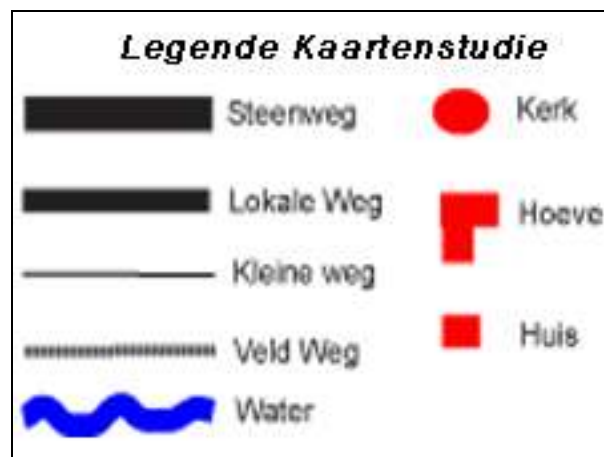 Legende Kaartenstudie
Steenweg
Kerk
Lokale Weg
Hoeve
Kleine weg
Veld Weg
Huis
Water